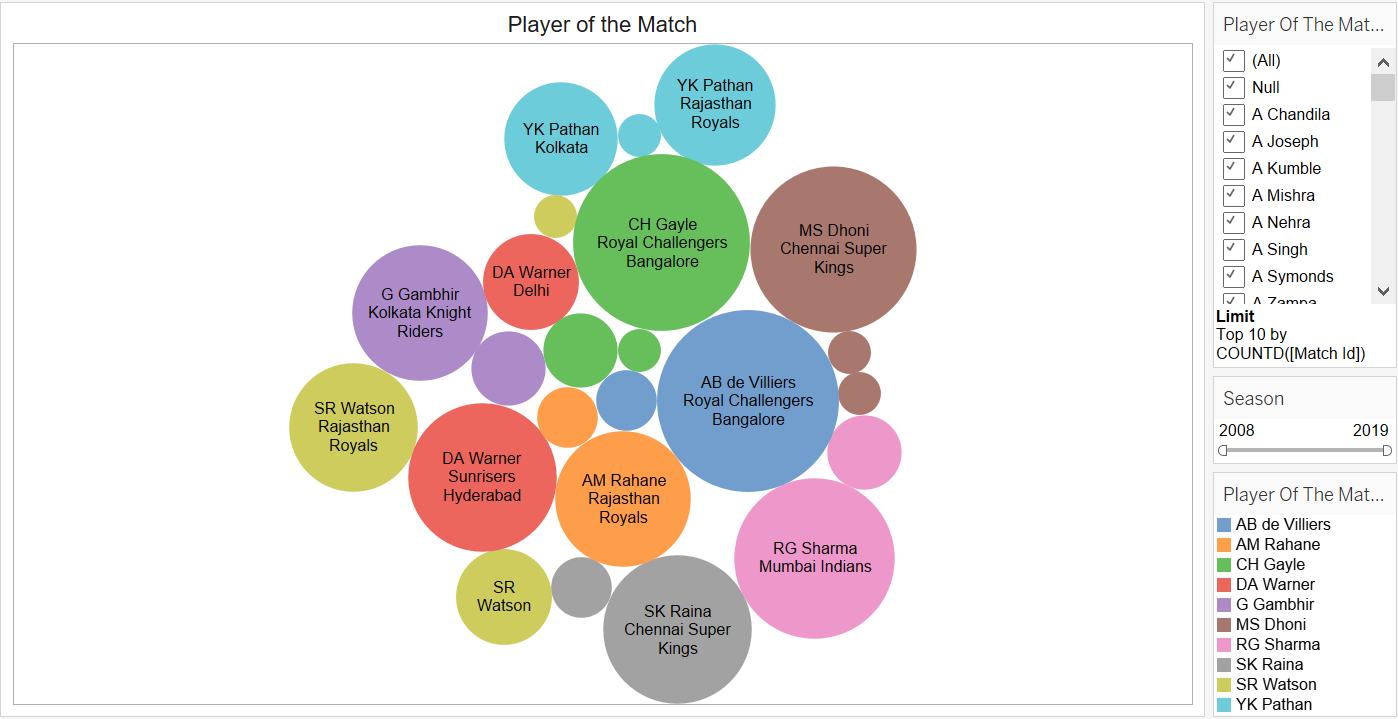 Player of the Match
YK Pathan
Rajasthan
Royals
YK Pathan
Kolkata
CH Gayle
Royal Challengers
Bangalore
MS Dhoni
Chennai Super
Kings
DA Warner
Delhi
G Gambhir
Kolkata Knight
Riders
AB de Villiers
Royal Challengers
Bangalore
SR Watson
Rajasthan
Royals
DA Warner
Sunrisers
Hyderabad
AM Rahane
Rajasthan
Royals
RG Sharma
Mumbai Indians
SR
Watson
SK Raina
Chennai Super
Kings
Player Of The Mat...
(All)
Null
A Chandila
A Joseph
A Kumble
A Mishra
A Nehra
A Singh
A Symonds
A Zampa
Limit
Top 10 by
COUNTD([Match Id])
Season
2008 2019
Player Of The Mat...
AB de Villiers
AM Rahane
CH Gayle
DA Warner
G Gambhir
MS Dhoni
RG Sharma
SK Raina
SR Watson
YK Pathan